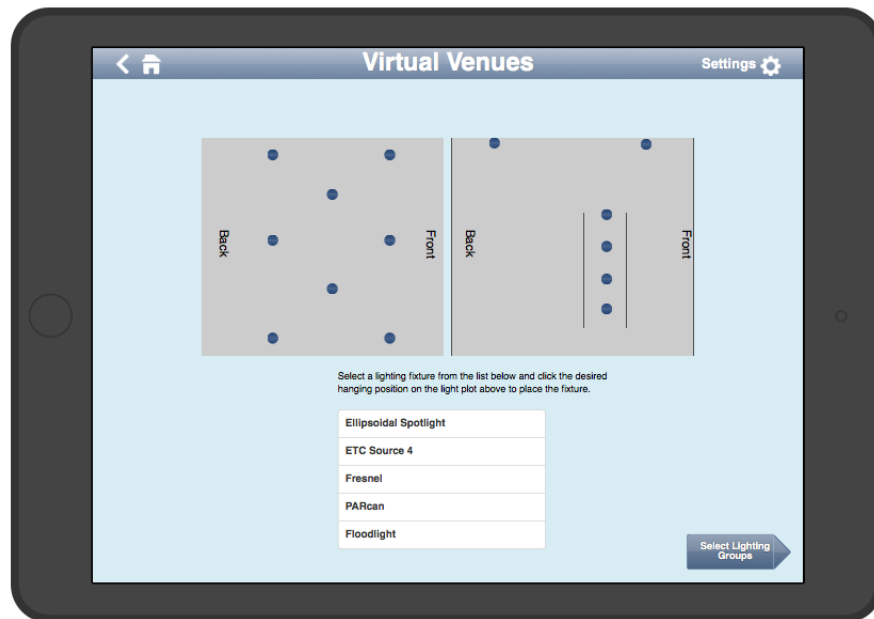 Virtual Venues
Settings
Back
Front
Back
Front
Select a lighting fixture from the list below and click the desired
hanging position on the light plot above to place the fixture.
Ellipsoidal Spotlight
ETC Source 4
Fresnel
PARcan
Floodlight
Select Lighting
Groups